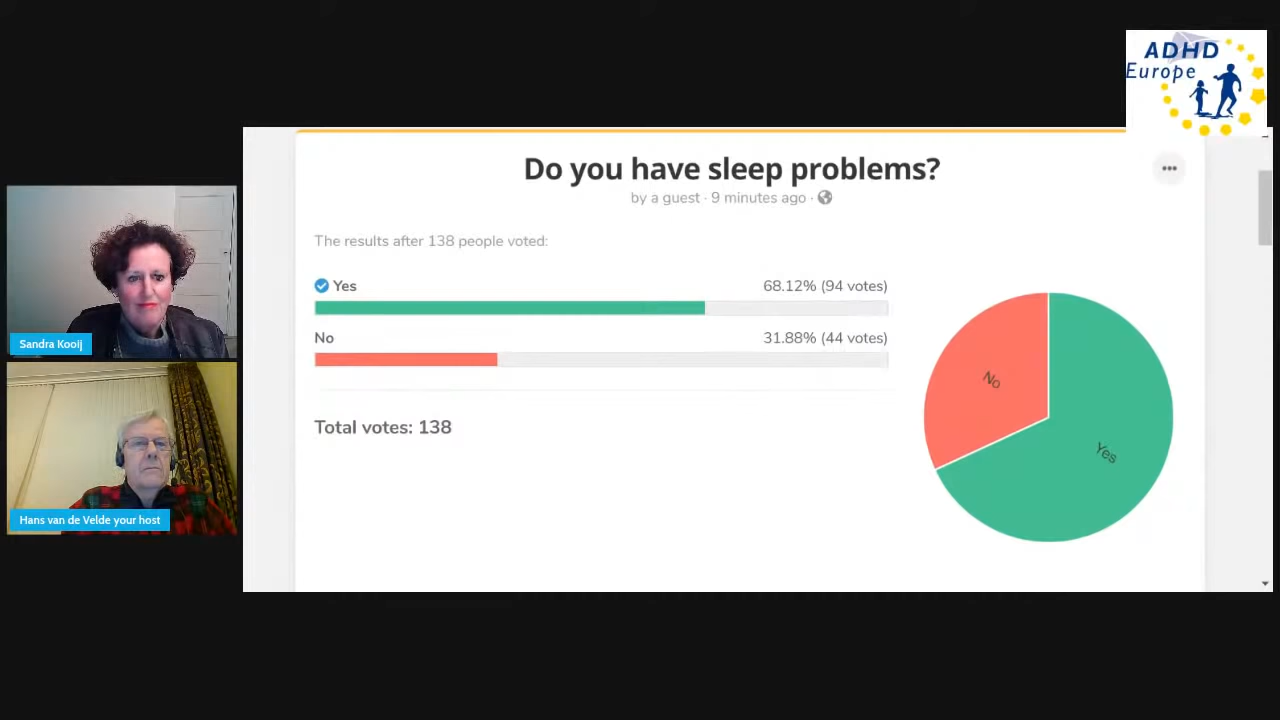 ADHD
Europe
Do you have sleep problems?
by a guest · 9 minutes ago ·
The results after 138 people voted:
Yes
68.12% (94 votes)
No
31.88% (44 votes)
Total votes: 138
No
Yes
Sandra Kooij
Hans van de Velde your host